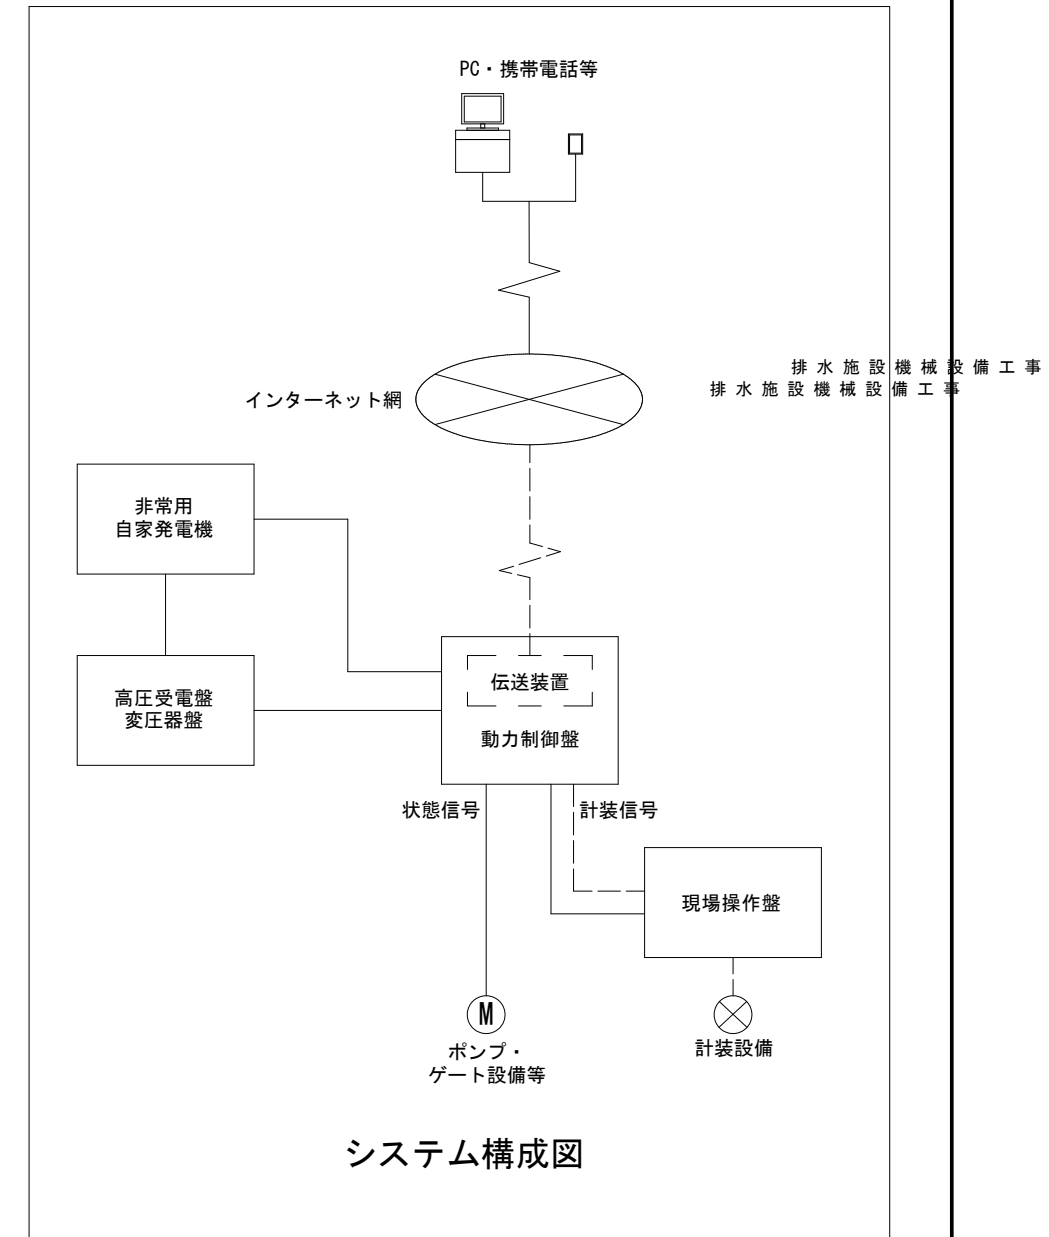 PC・携帯電話等
排水施設機械設備工事
排水施設機械設備工事
インターネット網
非常用
自家発電機
高圧受電盤
変圧器盤
伝送装置
動力制御盤
状態信号
計装信号
現場操作盤
M
ポンプ・
ゲート設備等
計装設備
システム構成図